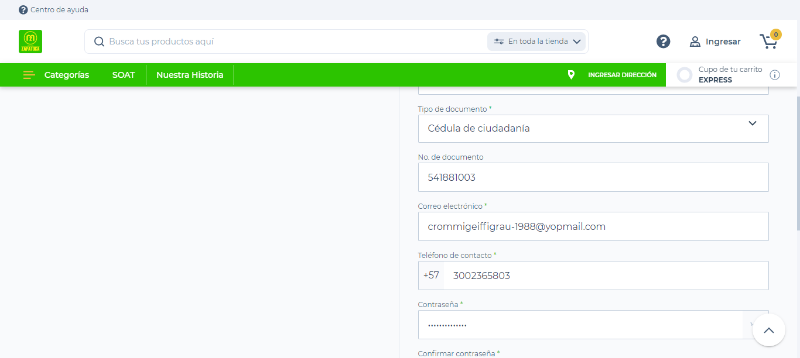 Centro de ayuda
Busca tus productos aquí
En toda la tienda
Ingresar
0
Categorías
SOAT
Nuestra Historia
INGRESAR DIRECCIÓN
Cupo de tu carrito
EXPRESS
Tipo de documento *
Cédula de ciudadanía
No. de documento
541881003
Correo electrónico *
crommigeiffigrau-1988@yopmail.com
Teléfono de contacto *
+57 3002365803
Contraseña *
••••••••••••••
Confirmar contraseña *